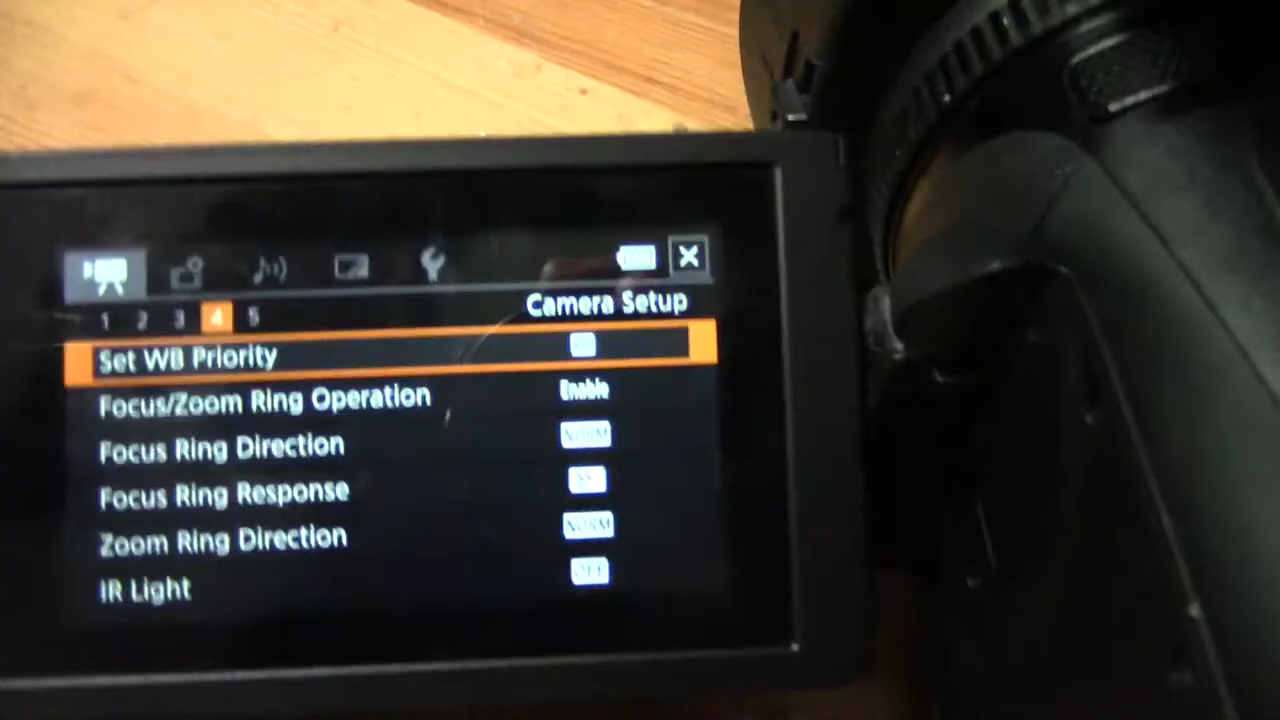 1 2 3 4 5
Camera Setup
Set WB Priority
Focus/Zoom Ring Operation Enable
Focus Ring Direction NORM
Focus Ring Response
Zoom Ring Direction NORM
IR Light OFF